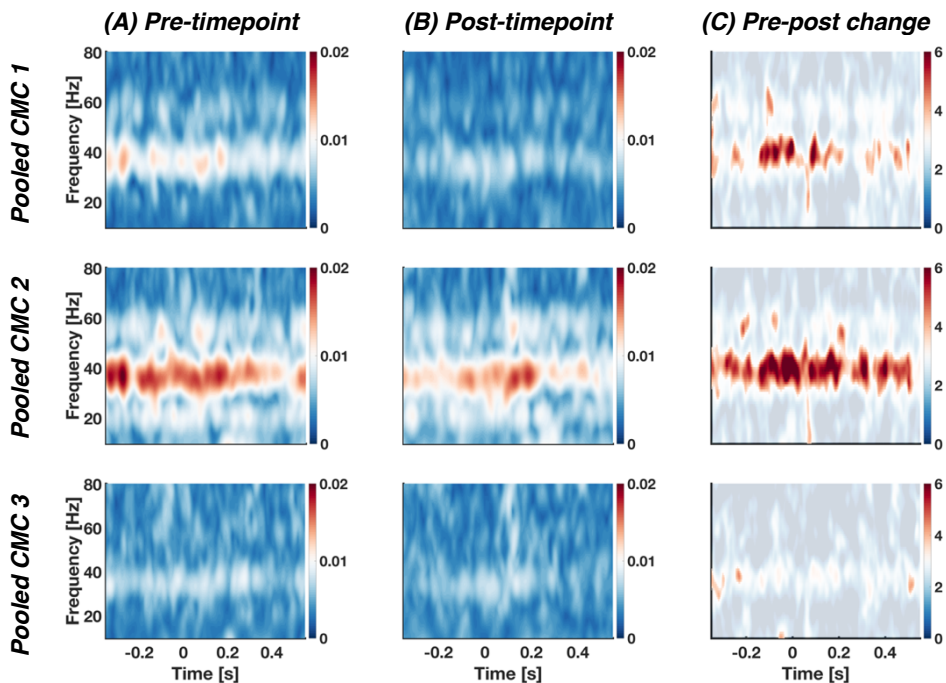 (A) Pre-timepoint
(B) Post-timepoint
(C) Pre-post change
Pooled CMC 1
Frequency [Hz]
80
60
40
20
0.02
0.01
0
0.02
0.01
0
6
4
2
0
Pooled CMC 2
Frequency [Hz]
80
60
40
20
0.02
0.01
0
0.02
0.01
0
6
4
2
0
Pooled CMC 3
Frequency [Hz]
80
60
40
20
0.02
0.01
0
0.02
0.01
0
6
4
2
0
-0.2 0 0.2 0.4
-0.2 0 0.2 0.4
-0.2 0 0.2 0.4
Time [s]
Time [s]
Time [s]